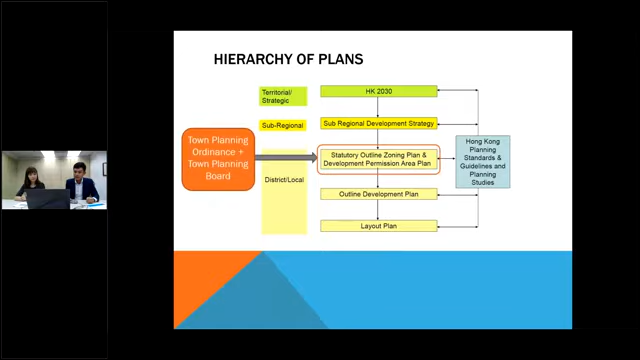 HIERARCHY OF PLANS
Territorial/
Strategic
HK 2030
Sub-Regional
Sub Regional Development Strategy
Town Planning
Ordinance +
Town Planning
Board
Statutory Outline Zoning Plan &
Development Permission Area Plan
Hong Kong
Planning
Standards &
Guidelines and
Planning
Studies
District/Local
Outline Development Plan
Layout Plan